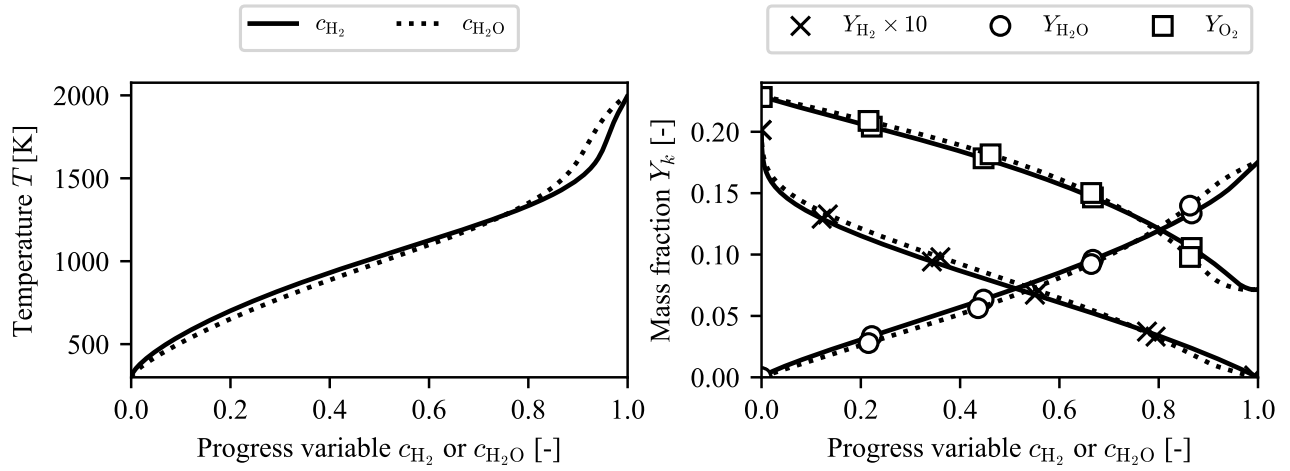 c_H₂ c_H₂O
Temperature T [K]
2000
1500
1000
500
0.0 0.2 0.4 0.6 0.8 1.0
Progress variable c_H₂ or c_H₂O [-]
Y_H₂ × 10 Y_H₂O Y_O₂
Mass fraction Y_k [-]
0.20
0.15
0.10
0.05
0.00
0.0 0.2 0.4 0.6 0.8 1.0
Progress variable c_H₂ or c_H₂O [-]